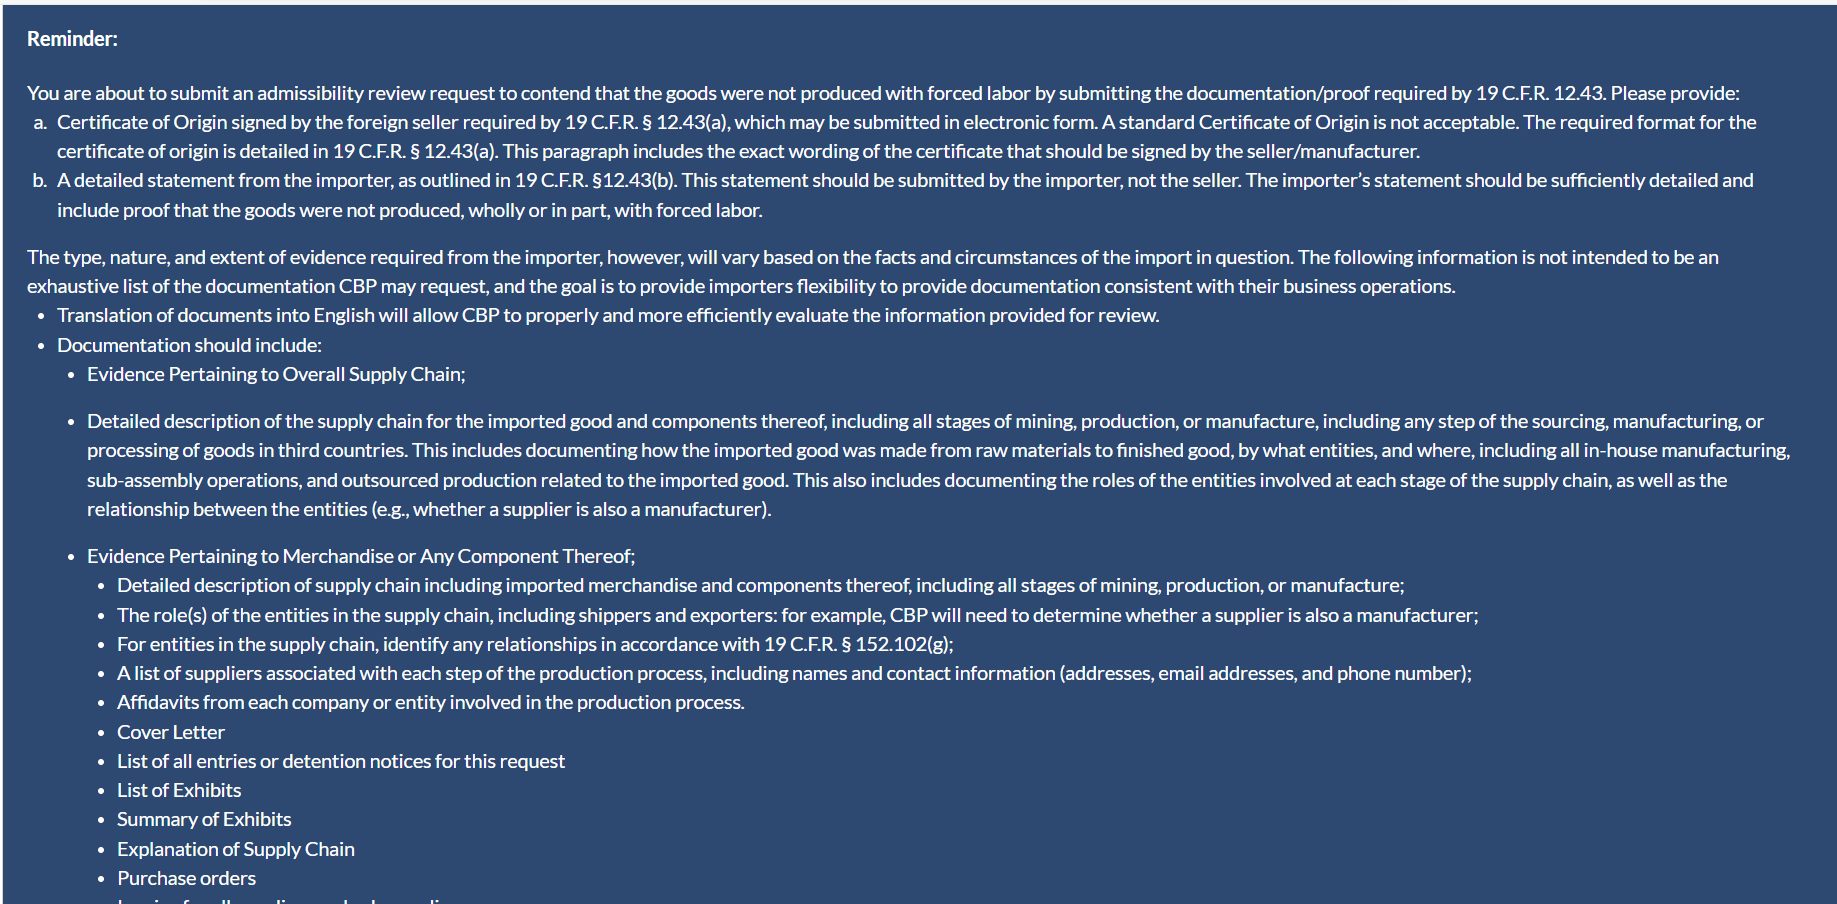 Reminder:
You are about to submit an admissibility review request to contend that the goods were not produced with forced labor by submitting the documentation/proof required by 19 C.F.R. 12.43. Please provide:
a. Certificate of Origin signed by the foreign seller required by 19 C.F.R. § 12.43(a), which may be submitted in electronic form. A standard Certificate of Origin is not acceptable. The required format for the
certificate of origin is detailed in 19 C.F.R. § 12.43(a). This paragraph includes the exact wording of the certificate that should be signed by the seller/manufacturer.
b. A detailed statement from the importer, as outlined in 19 C.F.R. §12.43(b). This statement should be submitted by the importer, not the seller. The importer's statement should be sufficiently detailed and
include proof that the goods were not produced, wholly or in part, with forced labor.
The type, nature, and extent of evidence required from the importer, however, will vary based on the facts and circumstances of the import in question. The following information is not intended to be an
exhaustive list of the documentation CBP may request, and the goal is to provide importers flexibility to provide documentation consistent with their business operations.
• Translation of documents into English will allow CBP to properly and more efficiently evaluate the information provided for review.
• Documentation should include:
• Evidence Pertaining to Overall Supply Chain;
• Detailed description of the supply chain for the imported good and components thereof, including all stages of mining, production, or manufacture, including any step of the sourcing, manufacturing, or
processing of goods in third countries. This includes documenting how the imported good was made from raw materials to finished good, by what entities, and where, including all in-house manufacturing,
sub-assembly operations, and outsourced production related to the imported good. This also includes documenting the roles of the entities involved at each stage of the supply chain, as well as the
relationship between the entities (e.g., whether a supplier is also a manufacturer).
• Evidence Pertaining to Merchandise or Any Component Thereof;
• Detailed description of supply chain including imported merchandise and components thereof, including all stages of mining, production, or manufacture;
• The role(s) of the entities in the supply chain, including shippers and exporters: for example, CBP will need to determine whether a supplier is also a manufacturer;
• For entities in the supply chain, identify any relationships in accordance with 19 C.F.R. § 152.102(g);
• A list of suppliers associated with each step of the production process, including names and contact information (addresses, email addresses, and phone number);
• Affidavits from each company or entity involved in the production process.
• Cover Letter
• List of all entries or detention notices for this request
• List of Exhibits
• Summary of Exhibits
• Explanation of Supply Chain
• Purchase orders